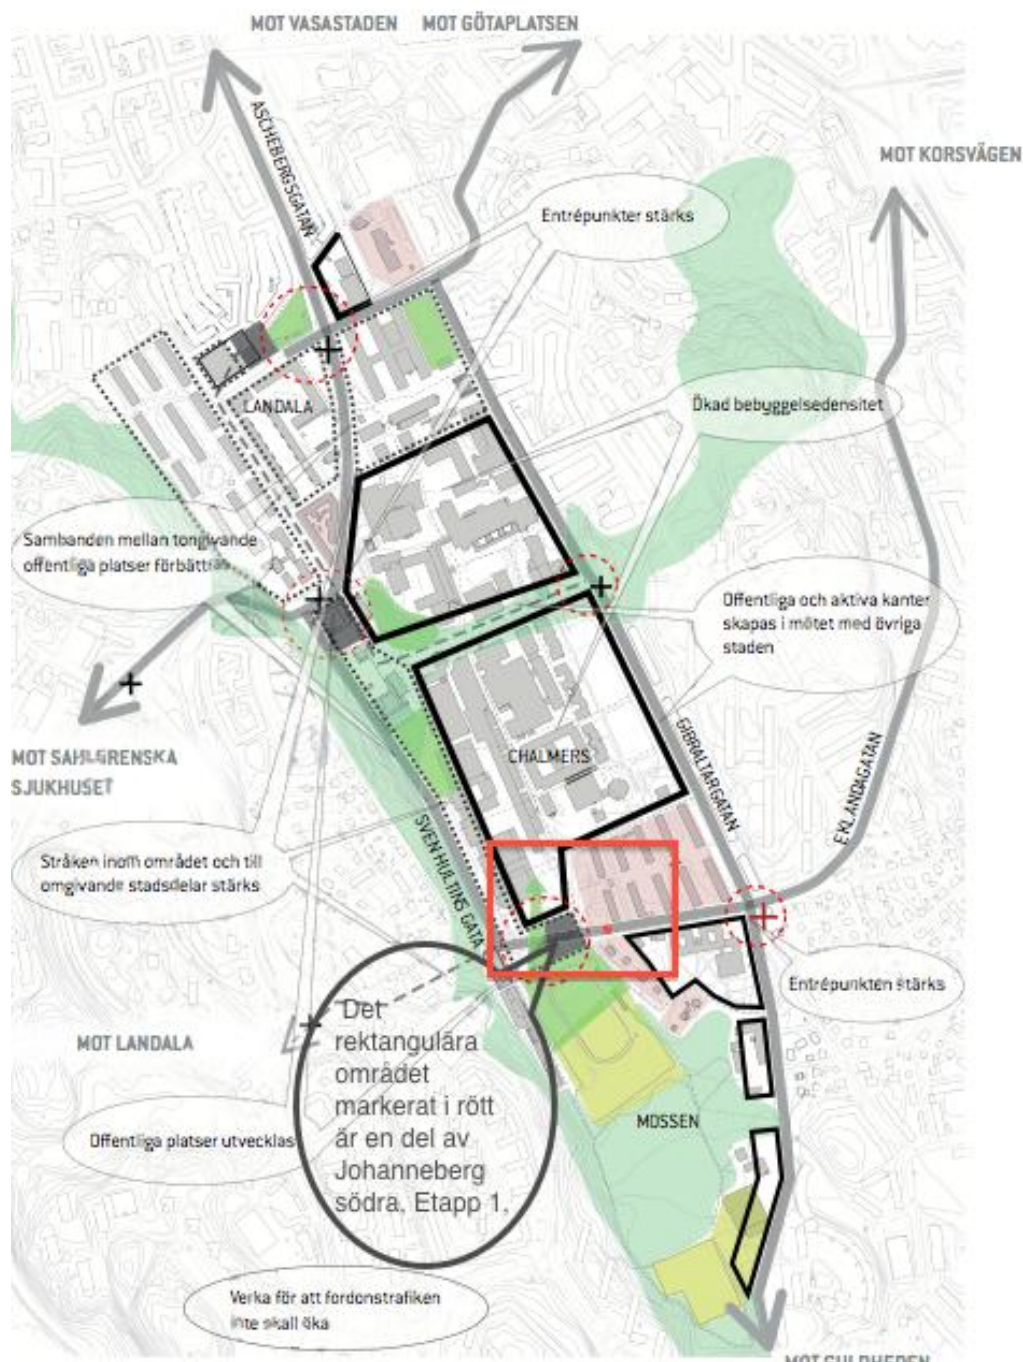 MOT VASASTADEN
MOT GÖTAPLATSEN
ASCHEBERGSGATAN
MOT KORSVÄGEN
Entrépunkter stärks
LANDALA
Ökad bebyggelsedensitet
Sambanden mellan tongivande
offentliga platser förbättras
Offentliga och aktiva kanter
skapas i mötet med övriga
staden
MOT SAHLGRENSKA
SJUKHUSET
CHALMERS
GIBRALTARGATAN
EKLANDAGATAN
SVEN HULTINS GATA
Stråken inom området och till
omgivande stadsdelar stärks
Entrépunkten stärks
MOT LANDALA
Det
rektangulära
området
markerat i rött
är en del av
Johanneberg
södra, Etapp 1,
MOSSEN
Offentliga platser utvecklas
Verka för att fordonstrafiken
inte skall öka
MOT GULDHEDEN